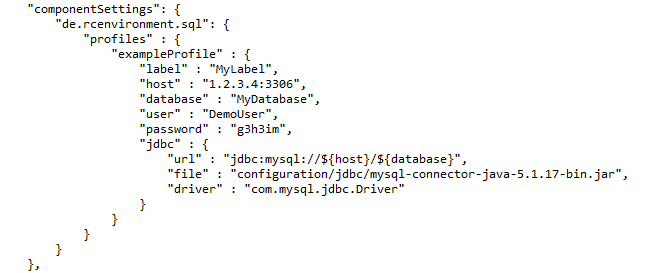 "componentSettings": {
    "de.rcenvironment.sql": {
        "profiles" : {
            "exampleProfile" : {
                "label" : "MyLabel",
                "host" : "1.2.3.4:3306",
                "database" : "MyDatabase",
                "user" : "DemoUser",
                "password" : "g3h3im",
                "jdbc" : {
                    "url" : "jdbc:mysql://${host}/${database}",
                    "file" : "configuration/jdbc/mysql-connector-java-5.1.17-bin.jar",
                    "driver" : "com.mysql.jdbc.Driver"
                }
            }
        }
    }
},